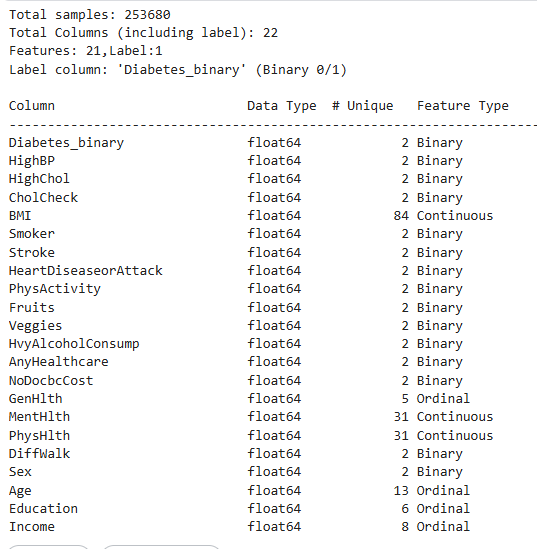 Total samples: 253680
Total Columns (including label): 22
Features: 21,Label:1
Label column: 'Diabetes_binary' (Binary 0/1)
Column Data Type # Unique Feature Type
--------------------------------------------------------------------
Diabetes_binary float64 2 Binary
HighBP float64 2 Binary
HighChol float64 2 Binary
CholCheck float64 2 Binary
BMI float64 84 Continuous
Smoker float64 2 Binary
Stroke float64 2 Binary
HeartDiseaseorAttack float64 2 Binary
PhysActivity float64 2 Binary
Fruits float64 2 Binary
Veggies float64 2 Binary
HvyAlcoholConsump float64 2 Binary
AnyHealthcare float64 2 Binary
NoDocbcCost float64 2 Binary
GenHlth float64 5 Ordinal
MentHlth float64 31 Continuous
PhysHlth float64 31 Continuous
DiffWalk float64 2 Binary
Sex float64 2 Binary
Age float64 13 Ordinal
Education float64 6 Ordinal
Income float64 8 Ordinal